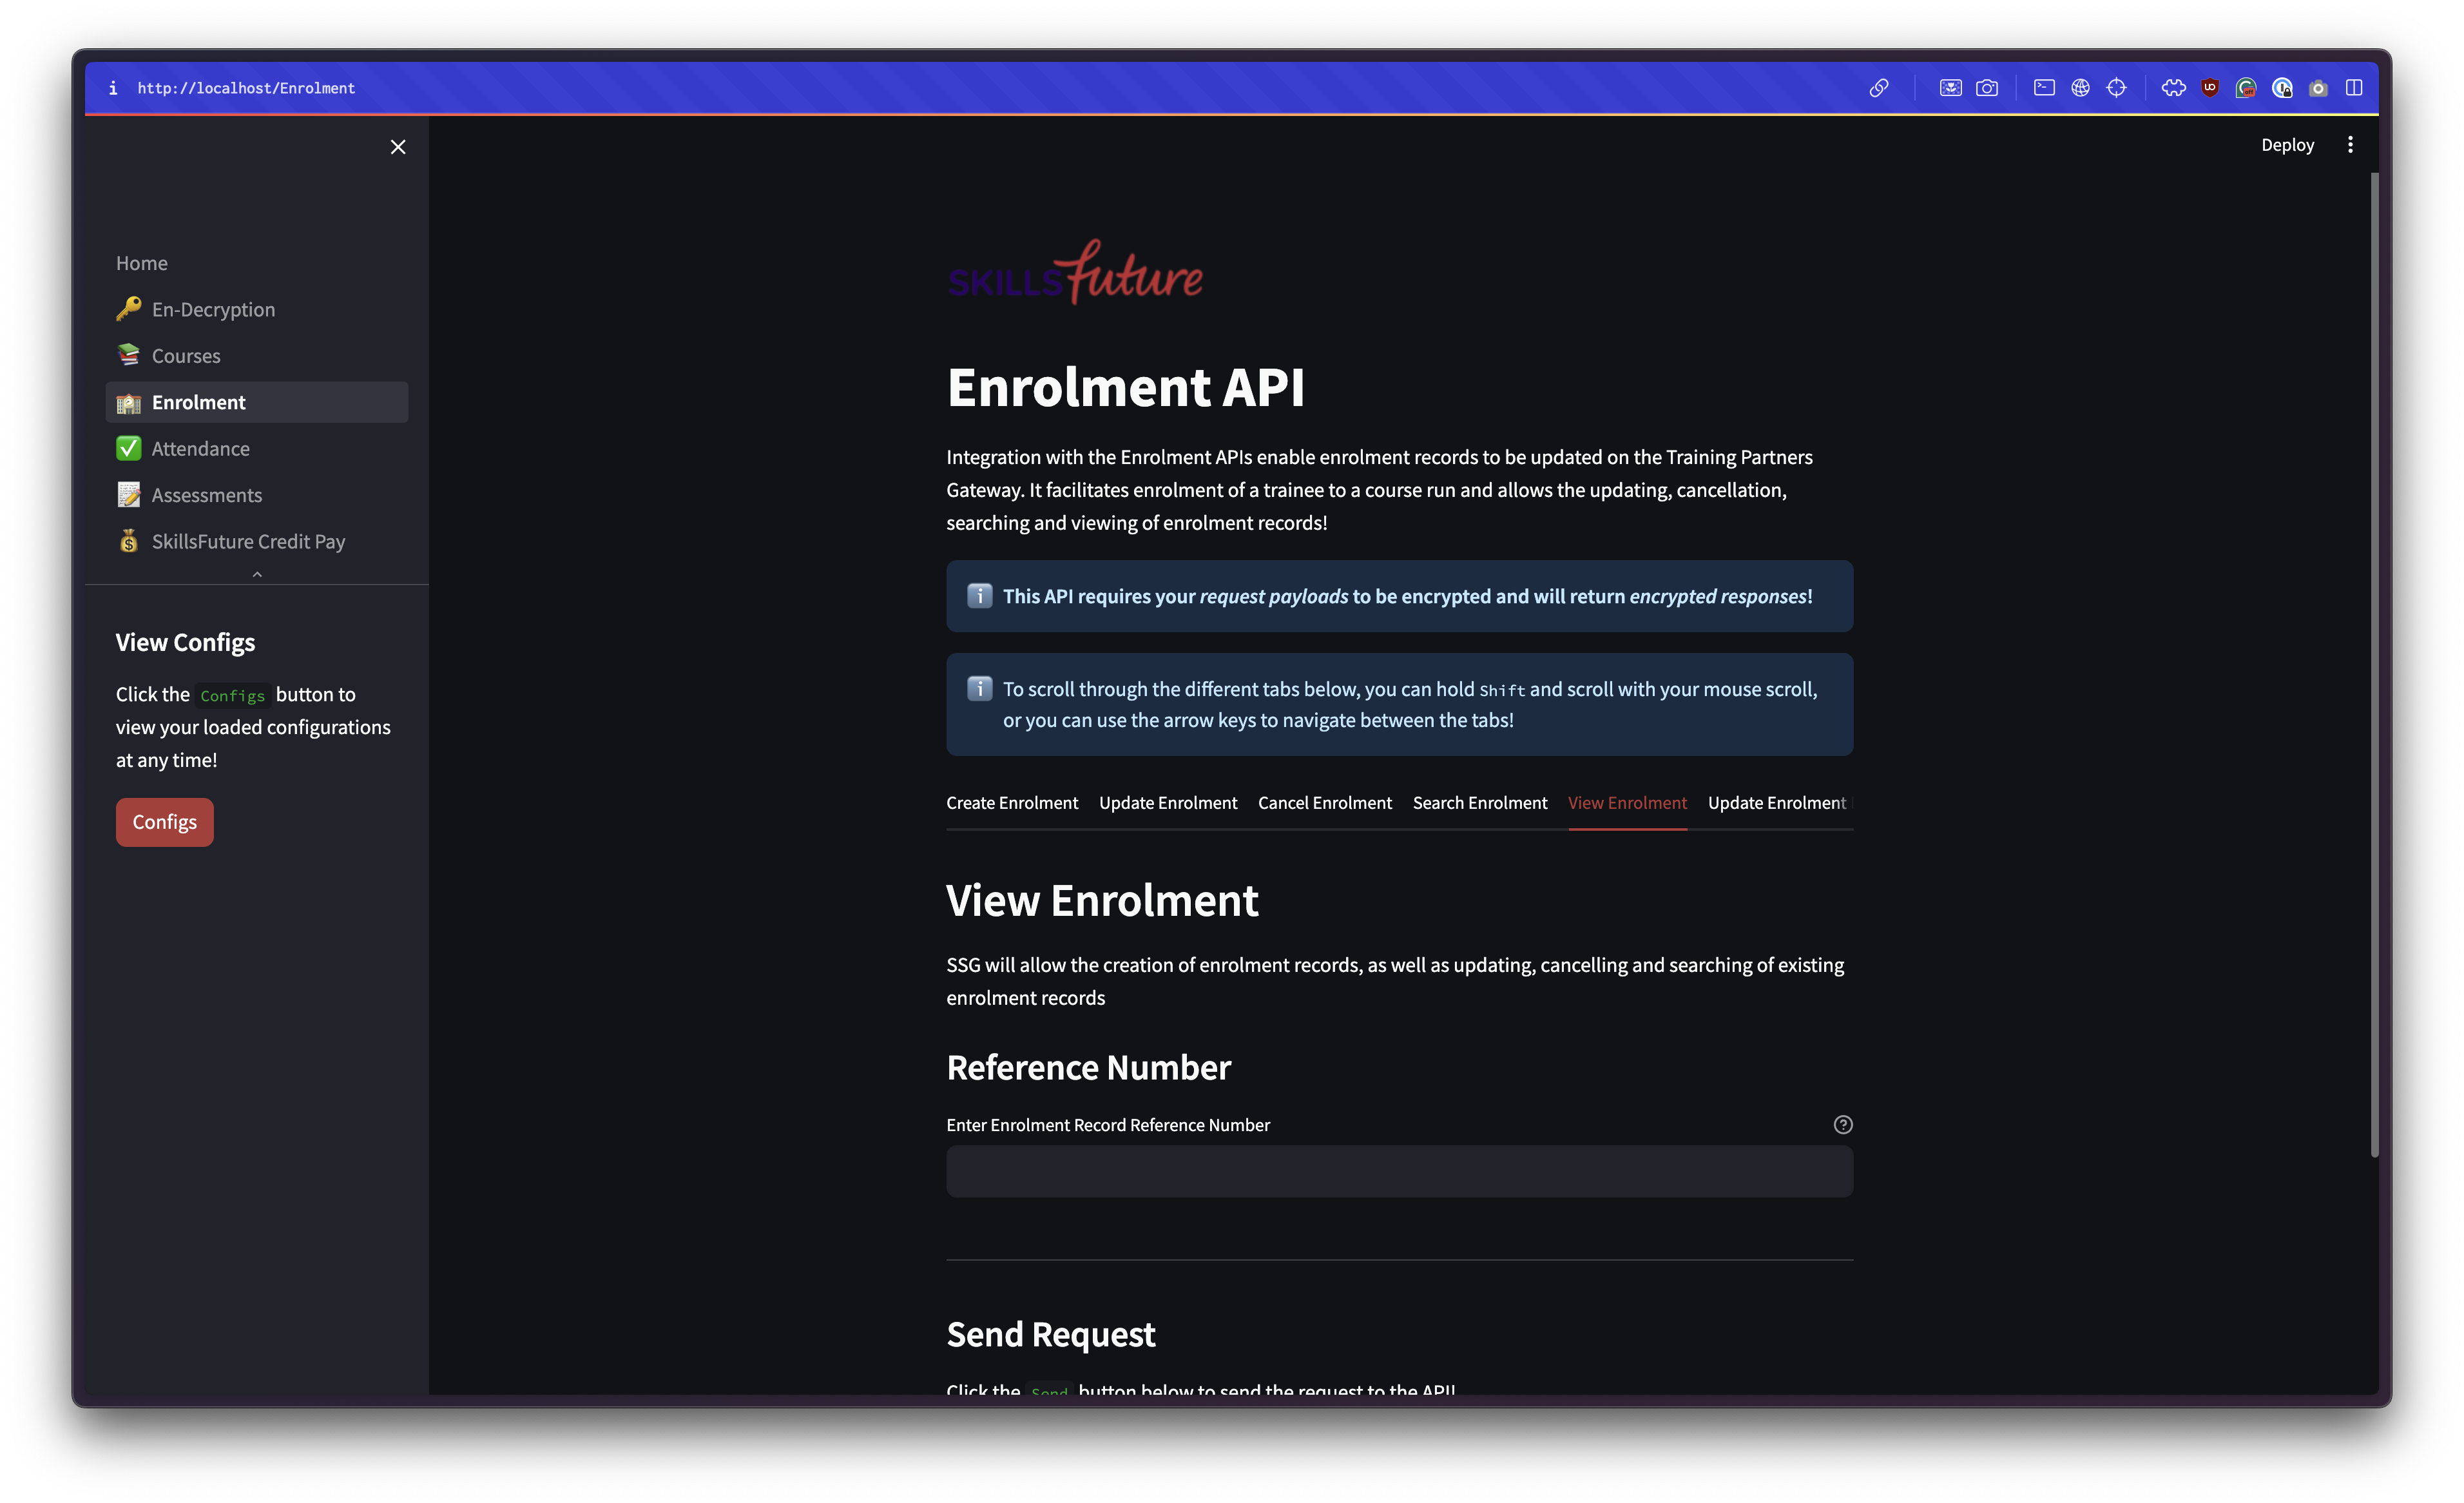 http://localhost/Enrolment
Deploy
Home
En-Decryption
Courses
Enrolment
Attendance
Assessments
SkillsFuture Credit Pay
View Configs
Click the Configs button to
view your loaded configurations
at any time!
Configs
SKILLSfuture
Enrolment API
Integration with the Enrolment APIs enable enrolment records to be updated on the Training Partners
Gateway. It facilitates enrolment of a trainee to a course run and allows the updating, cancellation,
searching and viewing of enrolment records!
This API requires your request payloads to be encrypted and will return encrypted responses!
To scroll through the different tabs below, you can hold Shift and scroll with your mouse scroll,
or you can use the arrow keys to navigate between the tabs!
Create Enrolment Update Enrolment Cancel Enrolment Search Enrolment View Enrolment Update Enrolment
View Enrolment
SSG will allow the creation of enrolment records, as well as updating, cancelling and searching of existing
enrolment records
Reference Number
Enter Enrolment Record Reference Number
Send Request
Click the Send button below to send the request to the API!